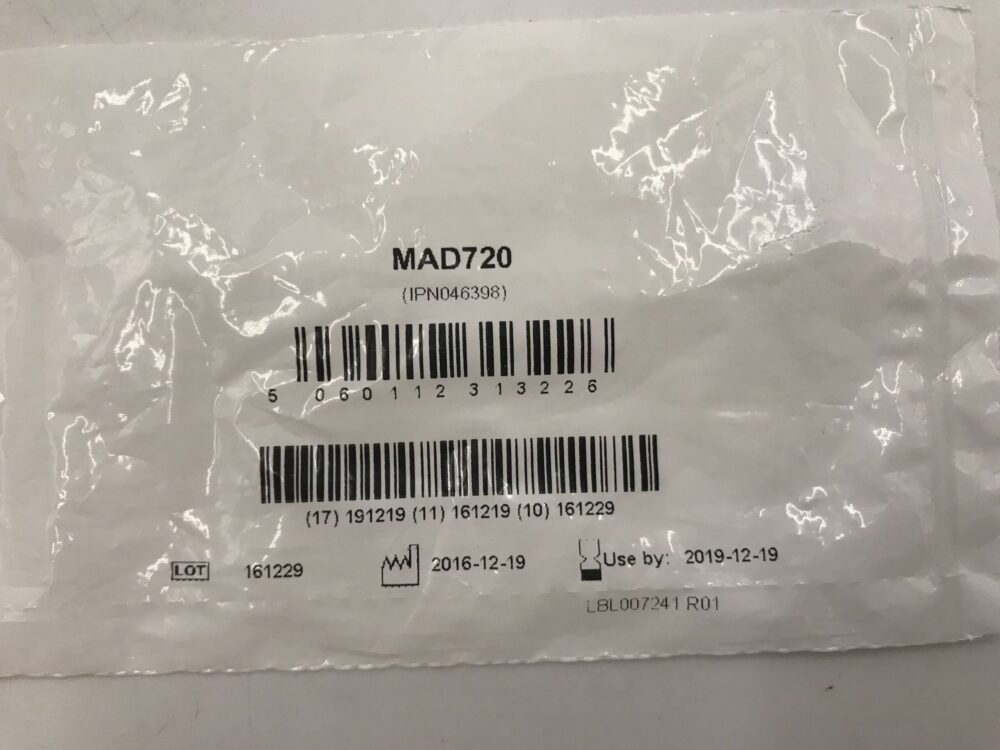 MAD720
(IPN046398)
5 060112 313226
(17) 191219 (11) 161219 (10) 161229
LOT 161229 2016-12-19 Use by: 2019-12-19
LBL007241 R01